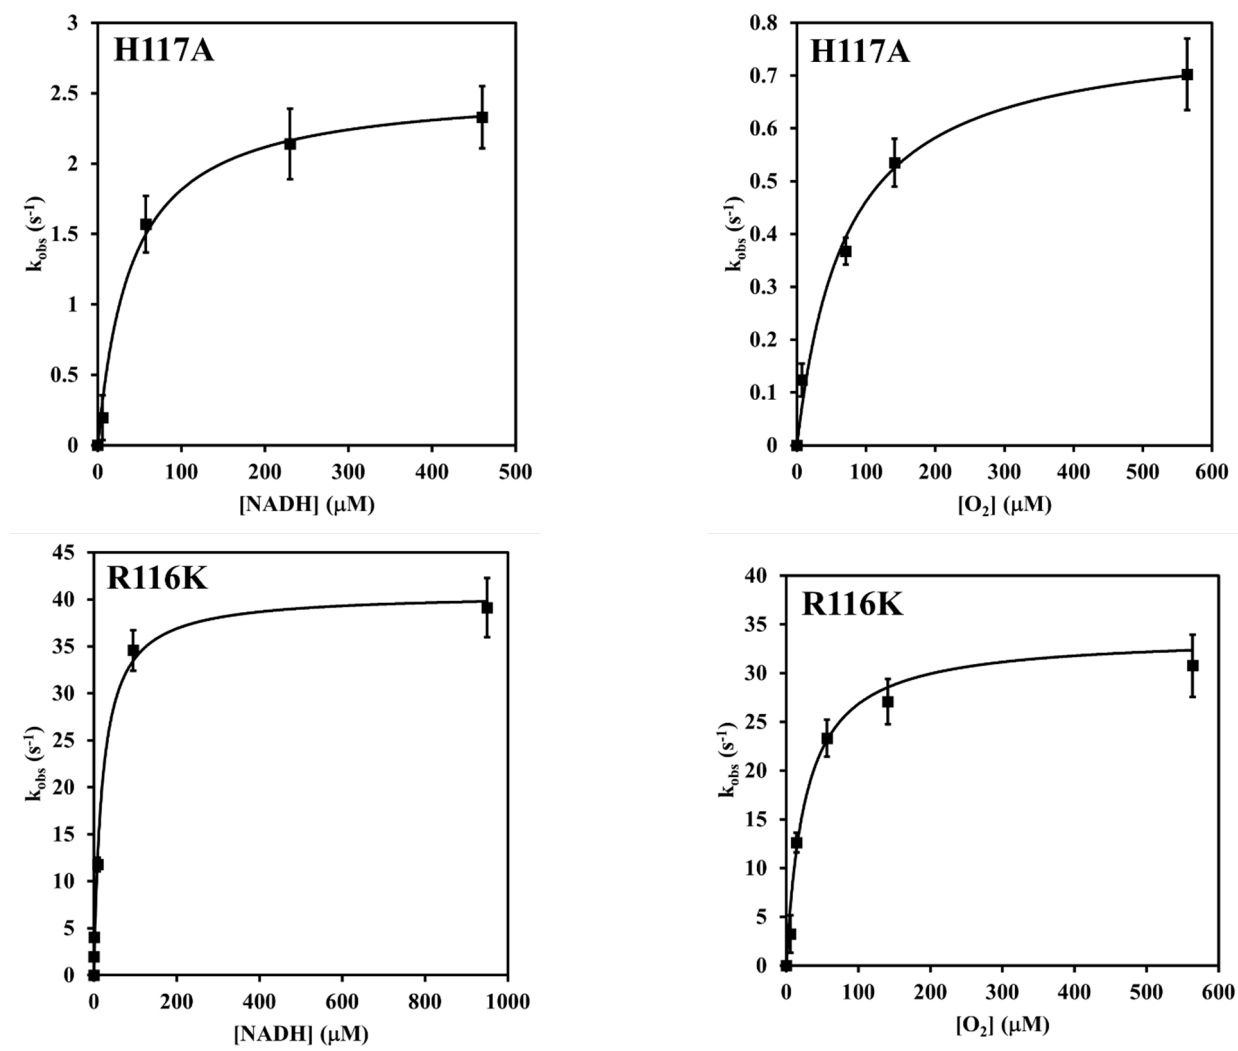 H117A
3
2.5
2
1.5
1
0.5
0
k_obs (s⁻¹)
0 100 200 300 400 500
[NADH] (μM)
H117A
0.8
0.7
0.6
0.5
0.4
0.3
0.2
0.1
0
k_obs (s⁻¹)
0 100 200 300 400 500 600
[O₂] (μM)
R116K
45
40
35
30
25
20
15
10
5
0
k_obs (s⁻¹)
0 200 400 600 800 1000
[NADH] (μM)
R116K
40
35
30
25
20
15
10
5
0
k_obs (s⁻¹)
0 100 200 300 400 500 600
[O₂] (μM)